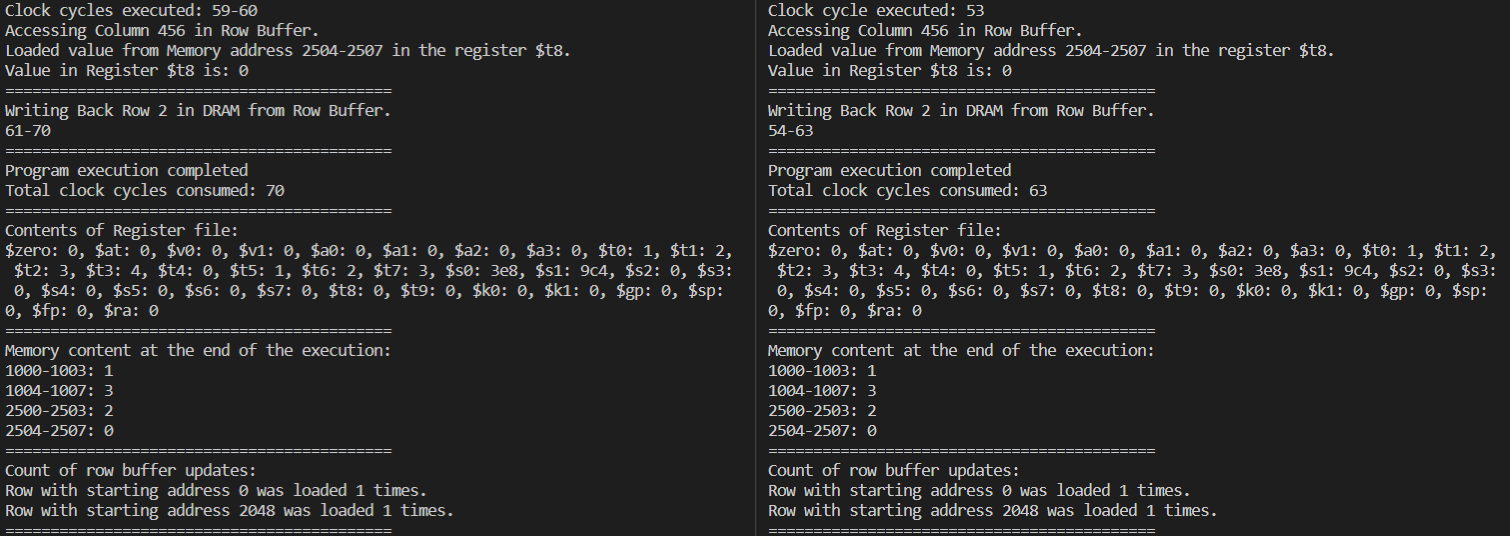 Clock cycles executed: 59-60
Accessing Column 456 in Row Buffer.
Loaded value from Memory address 2504-2507 in the register $t8.
Value in Register $t8 is: 0
===========================================
Writing Back Row 2 in DRAM from Row Buffer.
61-70
===========================================
Program execution completed
Total clock cycles consumed: 70
===========================================
Contents of Register file:
$zero: 0, $at: 0, $v0: 0, $v1: 0, $a0: 0, $a1: 0, $a2: 0, $a3: 0, $t0: 1, $t1: 2,
$t2: 3, $t3: 4, $t4: 0, $t5: 1, $t6: 2, $t7: 3, $s0: 3e8, $s1: 9c4, $s2: 0, $s3:
0, $s4: 0, $s5: 0, $s6: 0, $s7: 0, $t8: 0, $t9: 0, $k0: 0, $k1: 0, $gp: 0, $sp:
0, $fp: 0, $ra: 0
===========================================
Memory content at the end of the execution:
1000-1003: 1
1004-1007: 3
2500-2503: 2
2504-2507: 0
===========================================
Count of row buffer updates:
Row with starting address 0 was loaded 1 times.
Row with starting address 2048 was loaded 1 times.
===========================================
Clock cycle executed: 53
Accessing Column 456 in Row Buffer.
Loaded value from Memory address 2504-2507 in the register $t8.
Value in Register $t8 is: 0
===========================================
Writing Back Row 2 in DRAM from Row Buffer.
54-63
===========================================
Program execution completed
Total clock cycles consumed: 63
===========================================
Contents of Register file:
$zero: 0, $at: 0, $v0: 0, $v1: 0, $a0: 0, $a1: 0, $a2: 0, $a3: 0, $t0: 1, $t1: 2,
$t2: 3, $t3: 4, $t4: 0, $t5: 1, $t6: 2, $t7: 3, $s0: 3e8, $s1: 9c4, $s2: 0, $s3:
0, $s4: 0, $s5: 0, $s6: 0, $s7: 0, $t8: 0, $t9: 0, $k0: 0, $k1: 0, $gp: 0, $sp:
0, $fp: 0, $ra: 0
===========================================
Memory content at the end of the execution:
1000-1003: 1
1004-1007: 3
2500-2503: 2
2504-2507: 0
===========================================
Count of row buffer updates:
Row with starting address 0 was loaded 1 times.
Row with starting address 2048 was loaded 1 times.
===========================================